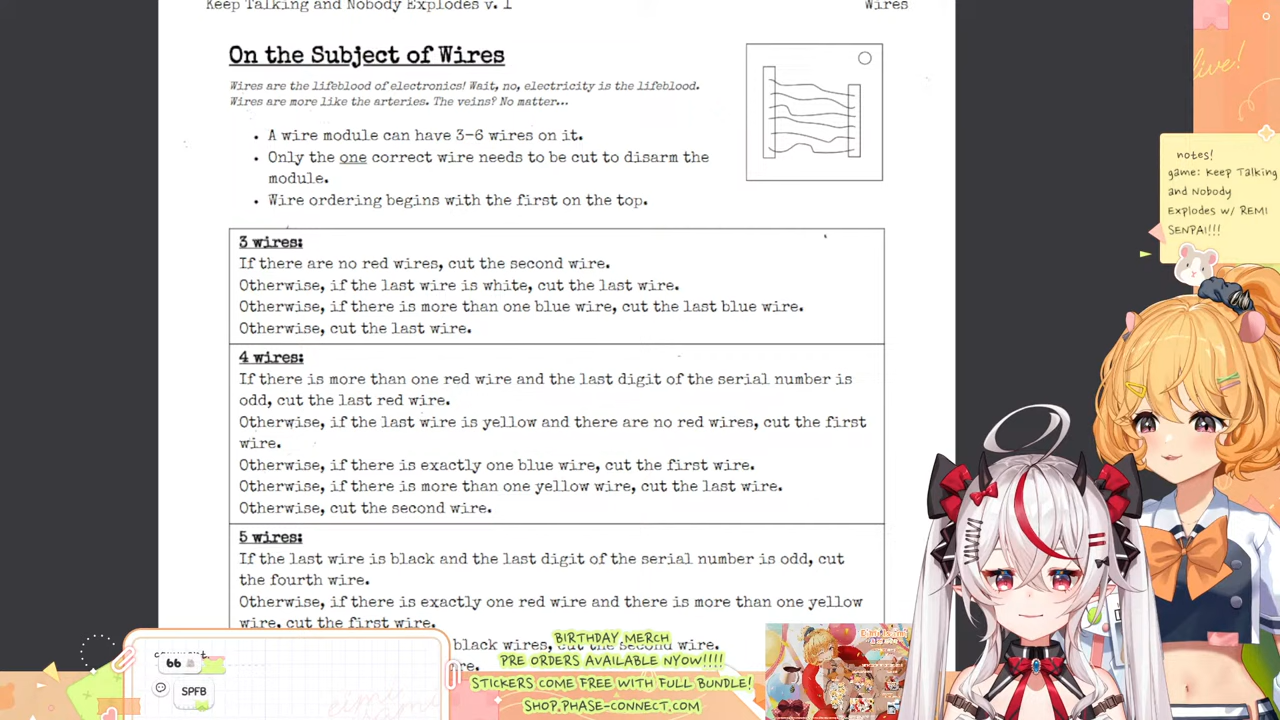 Keep Talking and Nobody Explodes v. 1
Wires
On the Subject of Wires
Wires are the lifeblood of electronics! Wait, no, electricity is the lifeblood.
Wires are more like the arteries. The veins? No matter…
• A wire module can have 3-6 wires on it.
• Only the one correct wire needs to be cut to disarm the
module.
• Wire ordering begins with the first on the top.
3 wires:
If there are no red wires, cut the second wire.
Otherwise, if the last wire is white, cut the last wire.
Otherwise, if there is more than one blue wire, cut the last blue wire.
Otherwise, cut the last wire.
4 wires:
If there is more than one red wire and the last digit of the serial number is
odd, cut the last red wire.
Otherwise, if the last wire is yellow and there are no red wires, cut the first
wire.
Otherwise, if there is exactly one blue wire, cut the first wire.
Otherwise, if there is more than one yellow wire, cut the last wire.
Otherwise, cut the second wire.
5 wires:
If the last wire is black and the last digit of the serial number is odd, cut
the fourth wire.
Otherwise, if there is exactly one red wire and there is more than one yellow
wire, cut the first wire.
black wires, cut the second wire.
live!
notes!
game: Keep Talking
and Nobody
Explodes w/ REMI
SENPAI!!!
66
SPFB
BIRTHDAY MERCH
PRE ORDERS AVAILABLE NYOW!!!!
STICKERS COME FREE WITH FULL BUNDLE!
SHOP.PHASE-CONNECT.COM